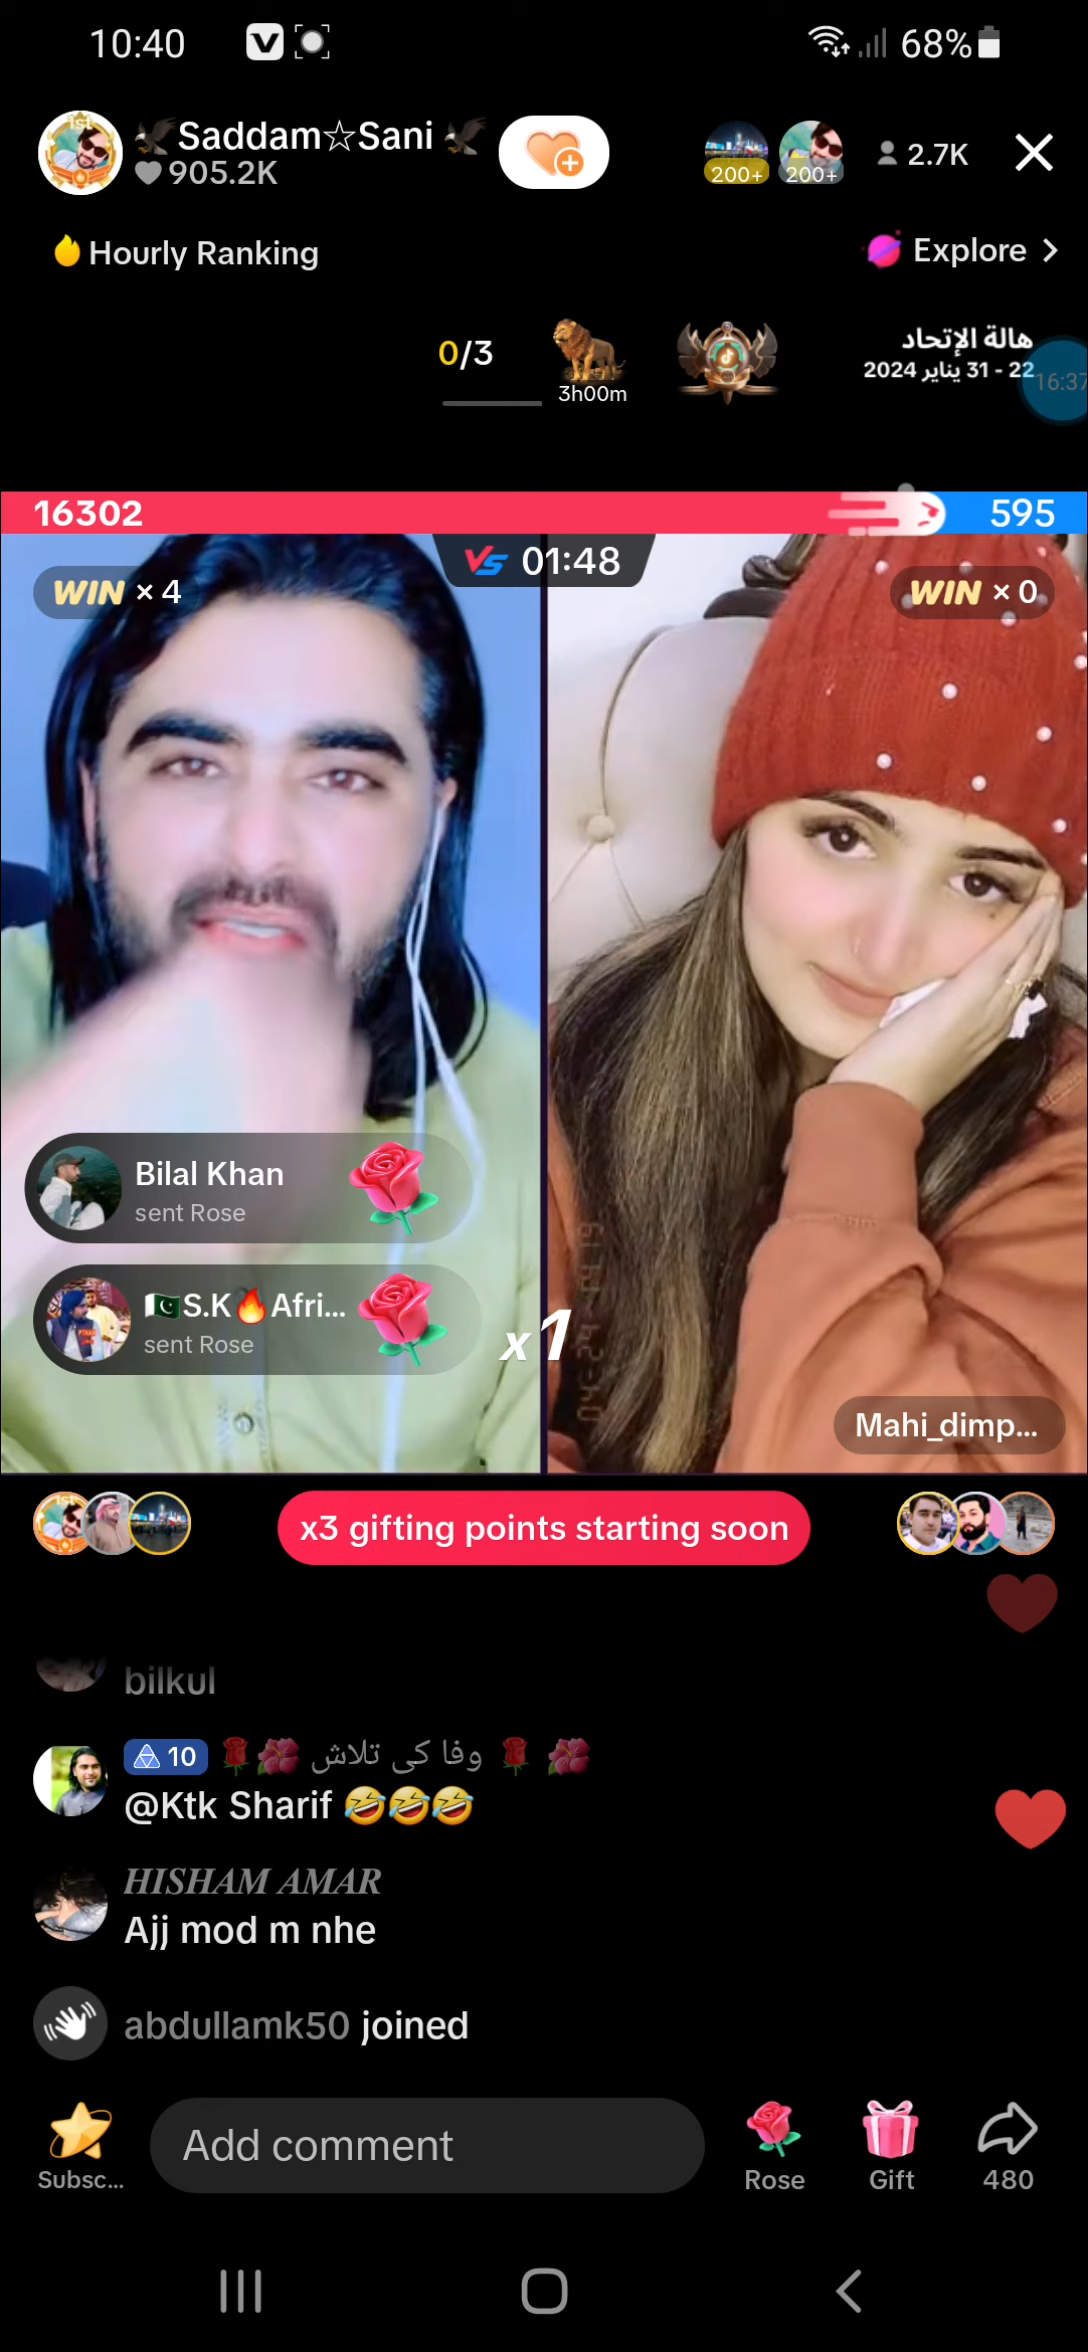 10:40
68%
1st
Saddam☆Sani
905.2K
200+
200+
2.7K
Hourly Ranking
Explore
0/3
3h00m
هالة الإتحاد
22 - 31 يناير 2024
16:37
16302
595
VS 01:48
WIN × 4
WIN × 0
Bilal Khan
sent Rose
S.K🔥Afri...
sent Rose
x1
Mahi_dimp...
x3 gifting points starting soon
bilkul
10 🌹🌺 وفا کی تلاش 🌹 🌺
@Ktk Sharif 🤣🤣🤣
HISHAM AMAR
Ajj mod m nhe
abdullamk50 joined
Subsc...
Add comment
Rose
Gift
480